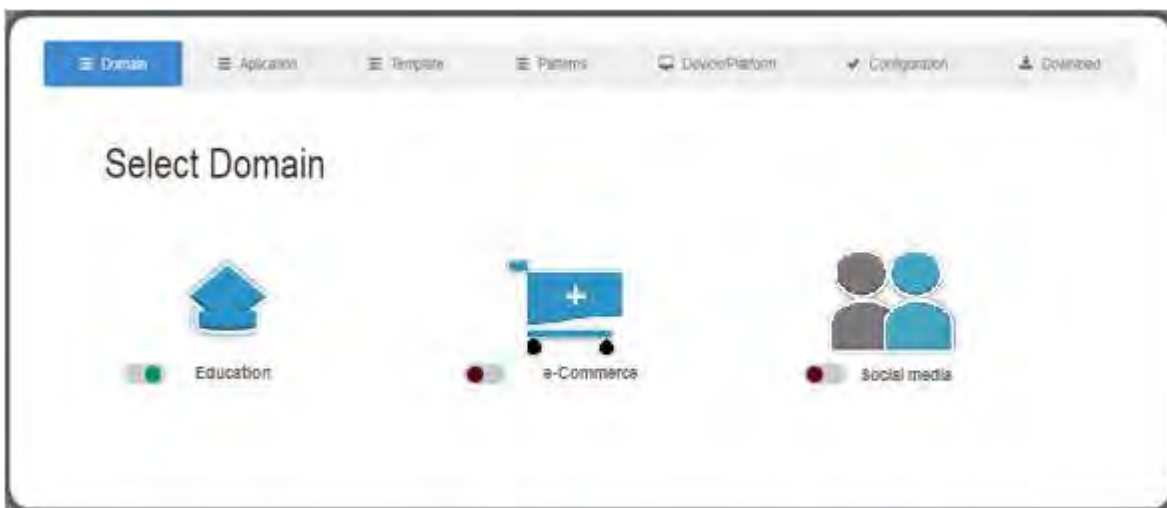 Domain
Aplication
Template
Patterns
Device/Platform
Configuration
Download
Select Domain
Education
e-Commerce
Social media